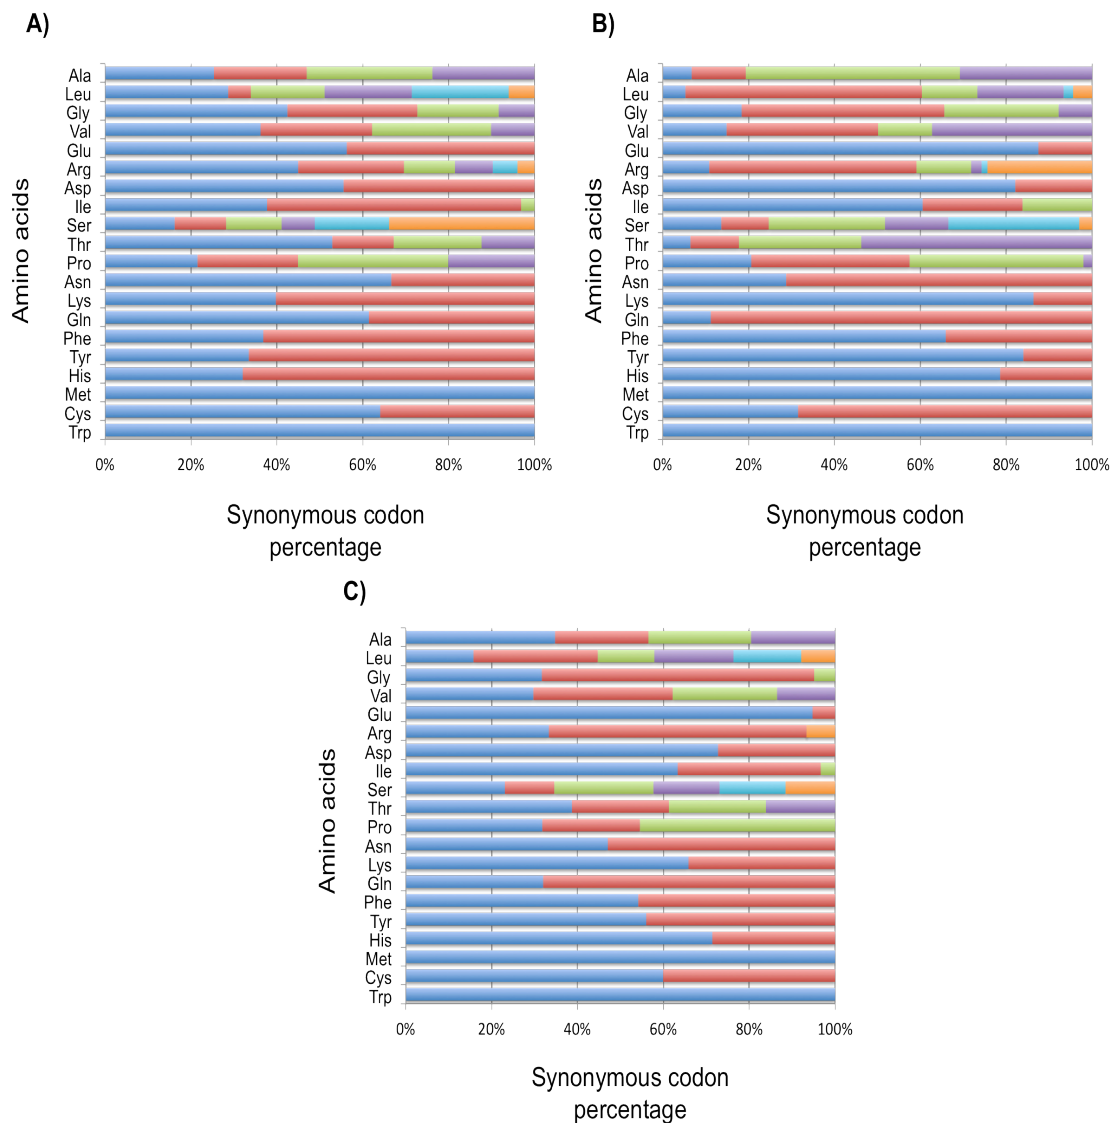 A)
Amino acids
Ala
Leu
Gly
Val
Glu
Arg
Asp
Ile
Ser
Thr
Pro
Asn
Lys
Gln
Phe
Tyr
His
Met
Cys
Trp
0% 20% 40% 60% 80% 100%
Synonymous codon
percentage
B)
Amino acids
Ala
Leu
Gly
Val
Glu
Arg
Asp
Ile
Ser
Thr
Pro
Asn
Lys
Gln
Phe
Tyr
His
Met
Cys
Trp
0% 20% 40% 60% 80% 100%
Synonymous codon
percentage
C)
Amino acids
Ala
Leu
Gly
Val
Glu
Arg
Asp
Ile
Ser
Thr
Pro
Asn
Lys
Gln
Phe
Tyr
His
Met
Cys
Trp
0% 20% 40% 60% 80% 100%
Synonymous codon
percentage